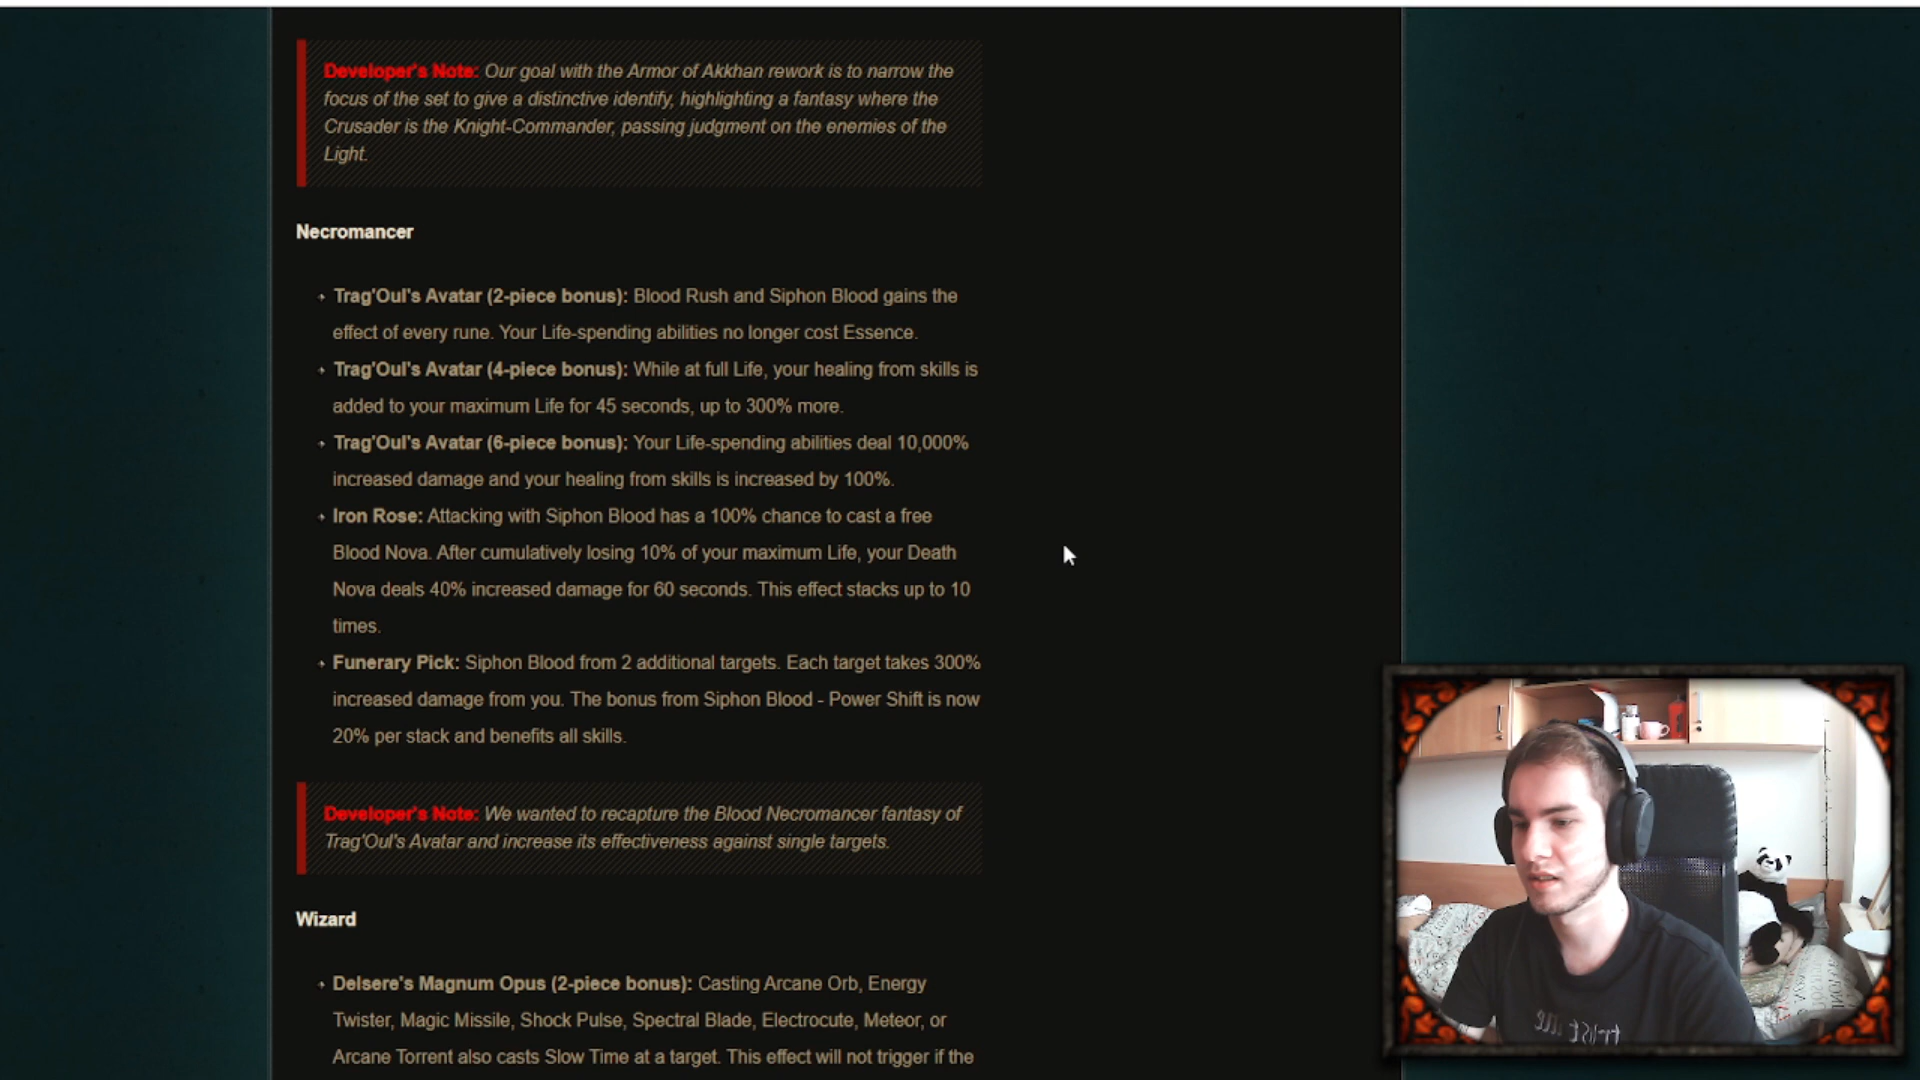 Developer's Note: Our goal with the Armor of Akkhan rework is to narrow the
focus of the set to give a distinctive identify, highlighting a fantasy where the
Crusader is the Knight-Commander, passing judgment on the enemies of the
Light.
Necromancer
Trag'Oul's Avatar (2-piece bonus): Blood Rush and Siphon Blood gains the
effect of every rune. Your Life-spending abilities no longer cost Essence.
Trag'Oul's Avatar (4-piece bonus): While at full Life, your healing from skills is
added to your maximum Life for 45 seconds, up to 300% more.
Trag'Oul's Avatar (6-piece bonus): Your Life-spending abilities deal 10,000%
increased damage and your healing from skills is increased by 100%.
Iron Rose: Attacking with Siphon Blood has a 100% chance to cast a free
Blood Nova. After cumulatively losing 10% of your maximum Life, your Death
Nova deals 40% increased damage for 60 seconds. This effect stacks up to 10
times.
Funerary Pick: Siphon Blood from 2 additional targets. Each target takes 300%
increased damage from you. The bonus from Siphon Blood - Power Shift is now
20% per stack and benefits all skills.
Developer's Note: We wanted to recapture the Blood Necromancer fantasy of
Trag'Oul's Avatar and increase its effectiveness against single targets.
Wizard
Delsere's Magnum Opus (2-piece bonus): Casting Arcane Orb, Energy
Twister, Magic Missile, Shock Pulse, Spectral Blade, Electrocute, Meteor, or
Arcane Torrent also casts Slow Time at a target. This effect will not trigger if the
trust me